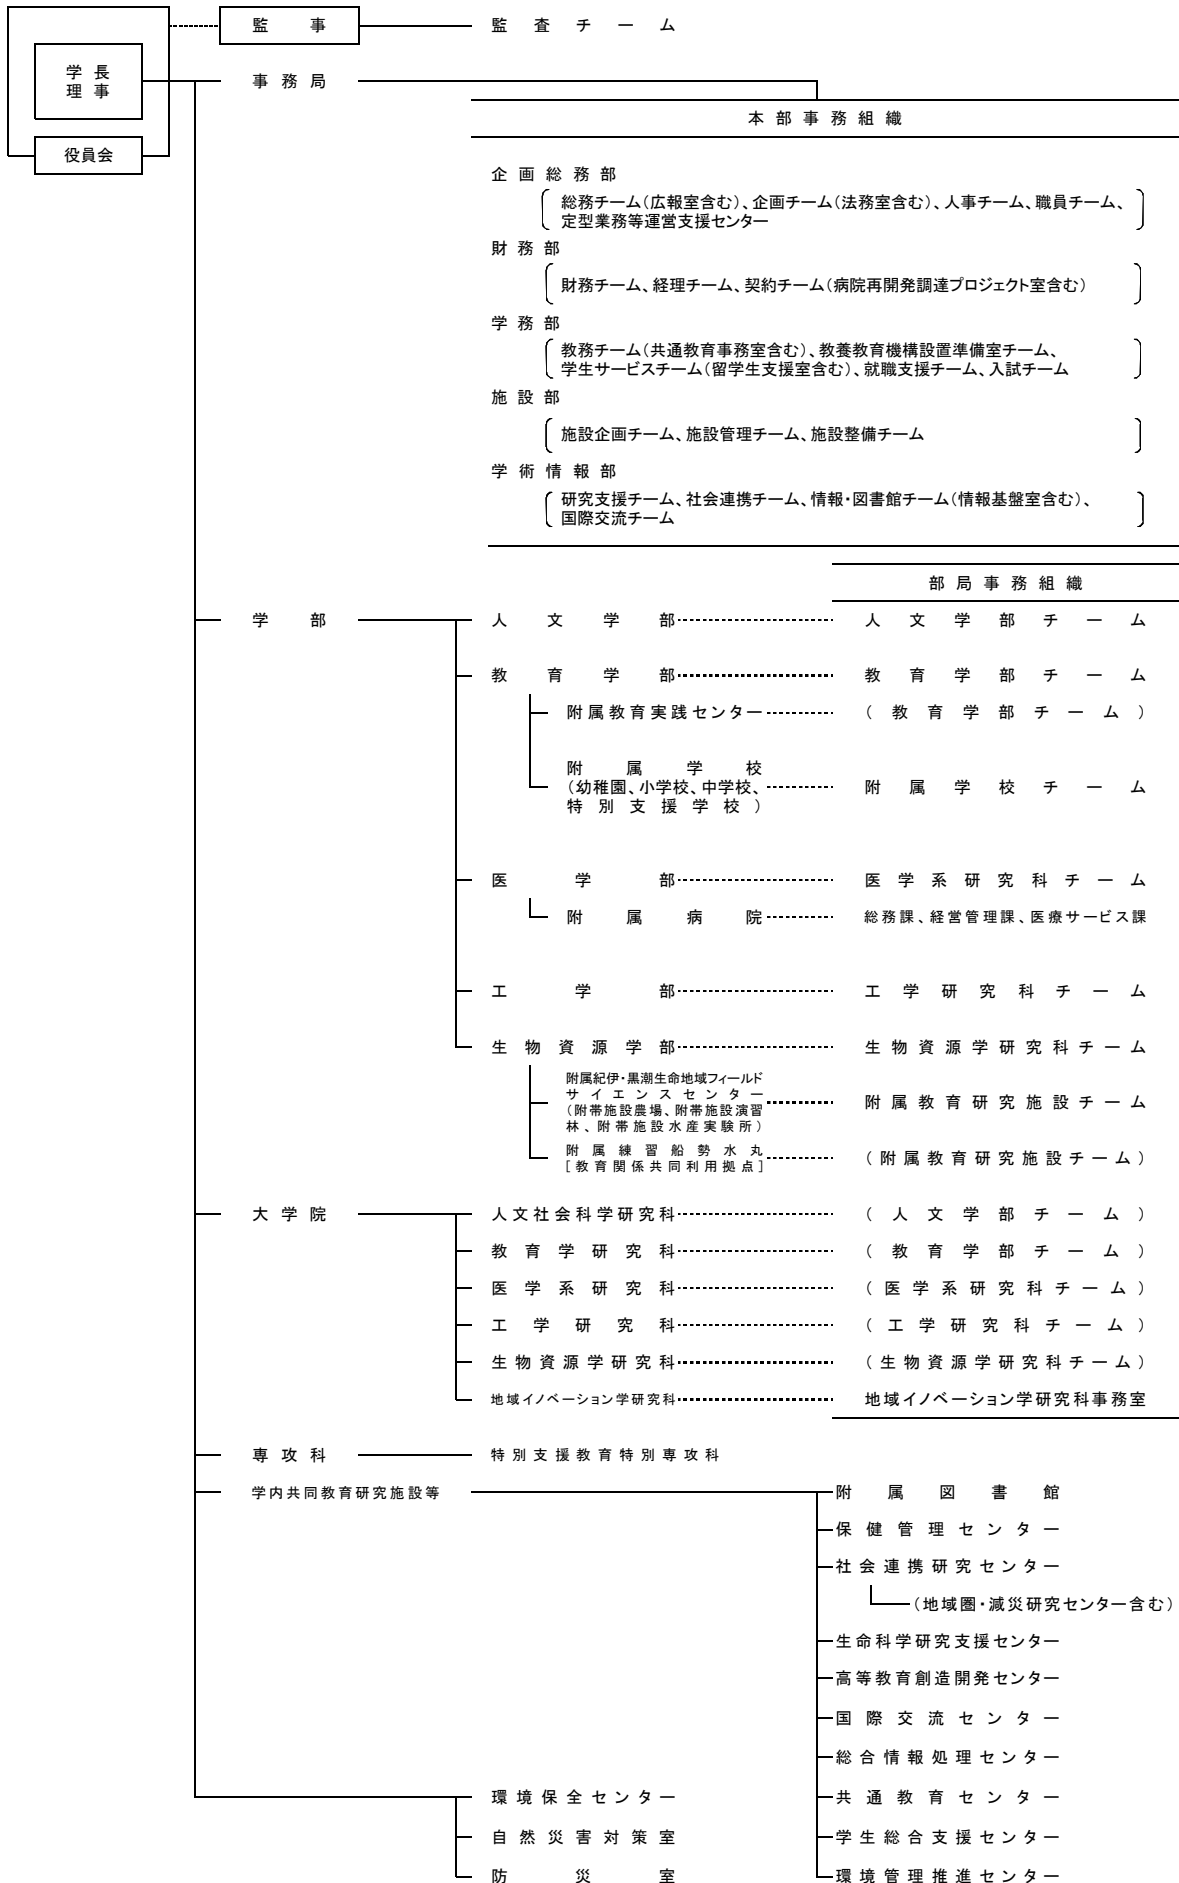 監事
監査チーム
学長
理事
事務局
本部事務組織
役員会
企画総務部
総務チーム(広報室含む)、企画チーム(法務室含む)、人事チーム、職員チーム、
定型業務等運営支援センター
財務部
財務チーム、経理チーム、契約チーム(病院再開発調達プロジェクト室含む)
学務部
教務チーム(共通教育事務室含む)、教養教育機構設置準備室チーム、
学生サービスチーム(留学生支援室含む)、就職支援チーム、入試チーム
施設部
施設企画チーム、施設管理チーム、施設整備チーム
学術情報部
研究支援チーム、社会連携チーム、情報・図書館チーム(情報基盤室含む)、
国際交流チーム
部局事務組織
学部
人文学部
人文学部チーム
教育学部
教育学部チーム
附属教育実践センター
(教育学部チーム)
附属学校
(幼稚園、小学校、中学校、
特別支援学校)
附属学校チーム
医学部
医学系研究科チーム
附属病院
総務課、経営管理課、医療サービス課
工学部
工学研究科チーム
生物資源学部
生物資源学研究科チーム
附属紀伊・黒潮生命地域フィールド
サイエンスセンター
(附帯施設農場、附帯施設演習
林、附帯施設水産実験所)
附属教育研究施設チーム
附属練習船勢水丸
[教育関係共同利用拠点]
(附属教育研究施設チーム)
大学院
人文社会科学研究科
(人文学部チーム)
教育学研究科
(教育学部チーム)
医学系研究科
(医学系研究科チーム)
工学研究科
(工学研究科チーム)
生物資源学研究科
(生物資源学研究科チーム)
地域イノベーション学研究科
地域イノベーション学研究科事務室
専攻科
特別支援教育特別専攻科
学内共同教育研究施設等
附属図書館
保健管理センター
社会連携研究センター
(地域圏・減災研究センター含む)
生命科学研究支援センター
高等教育創造開発センター
国際交流センター
総合情報処理センター
環境保全センター
共通教育センター
自然災害対策室
学生総合支援センター
防災室
環境管理推進センター